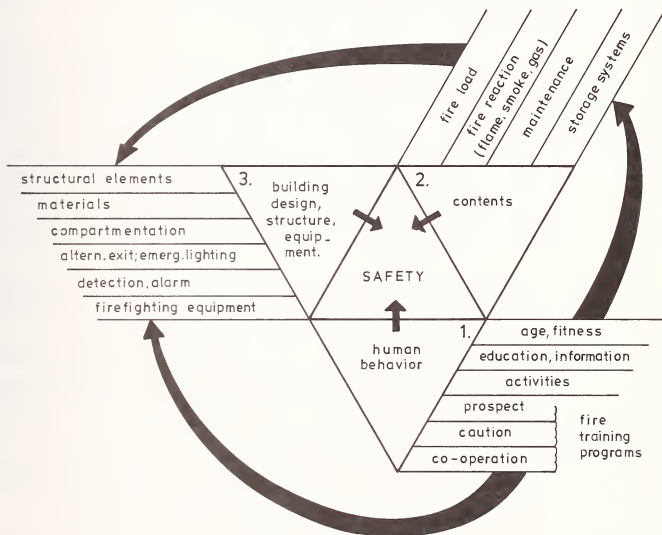 fire load
fire reaction
(flame, smoke, gas)
maintenance
storage systems
structural elements
materials
compartmentation
altern.exit; emerg.lighting
detection, alarm
firefighting equipment
3.
building
design,
structure,
equip-
ment.
2.
contents
SAFETY
1.
human
behavior
age, fitness
education, information
activities
prospect
caution
co-operation
fire
training
programs